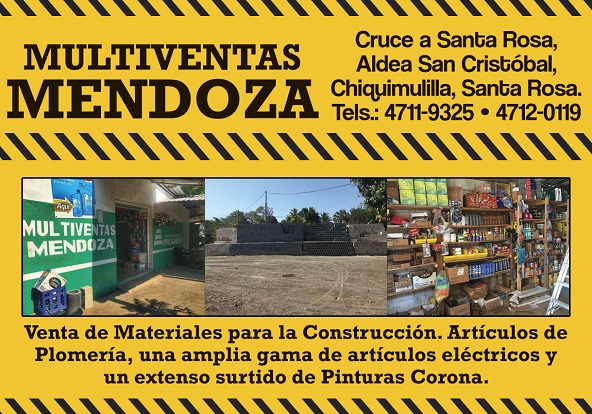 MULTIVENTAS
MENDOZA
Cruce a Santa Rosa,
Aldea San Cristóbal,
Chiquimulilla, Santa Rosa.
Tels.: 4711-9325 • 4712-0119
Aquí
MULTIVENTAS
MENDOZA
Venta de Materiales para la Construcción. Artículos de
Plomería, una amplia gama de artículos eléctricos y
un extenso surtido de Pinturas Corona.